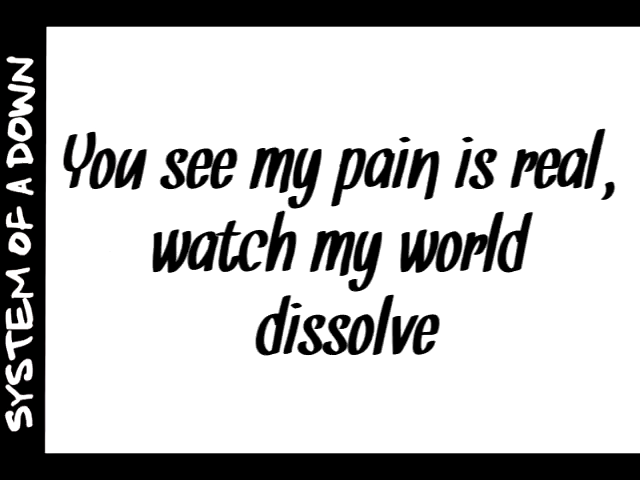 SYSTEM OF A DOWN
You see my pain is real,
watch my world
dissolve